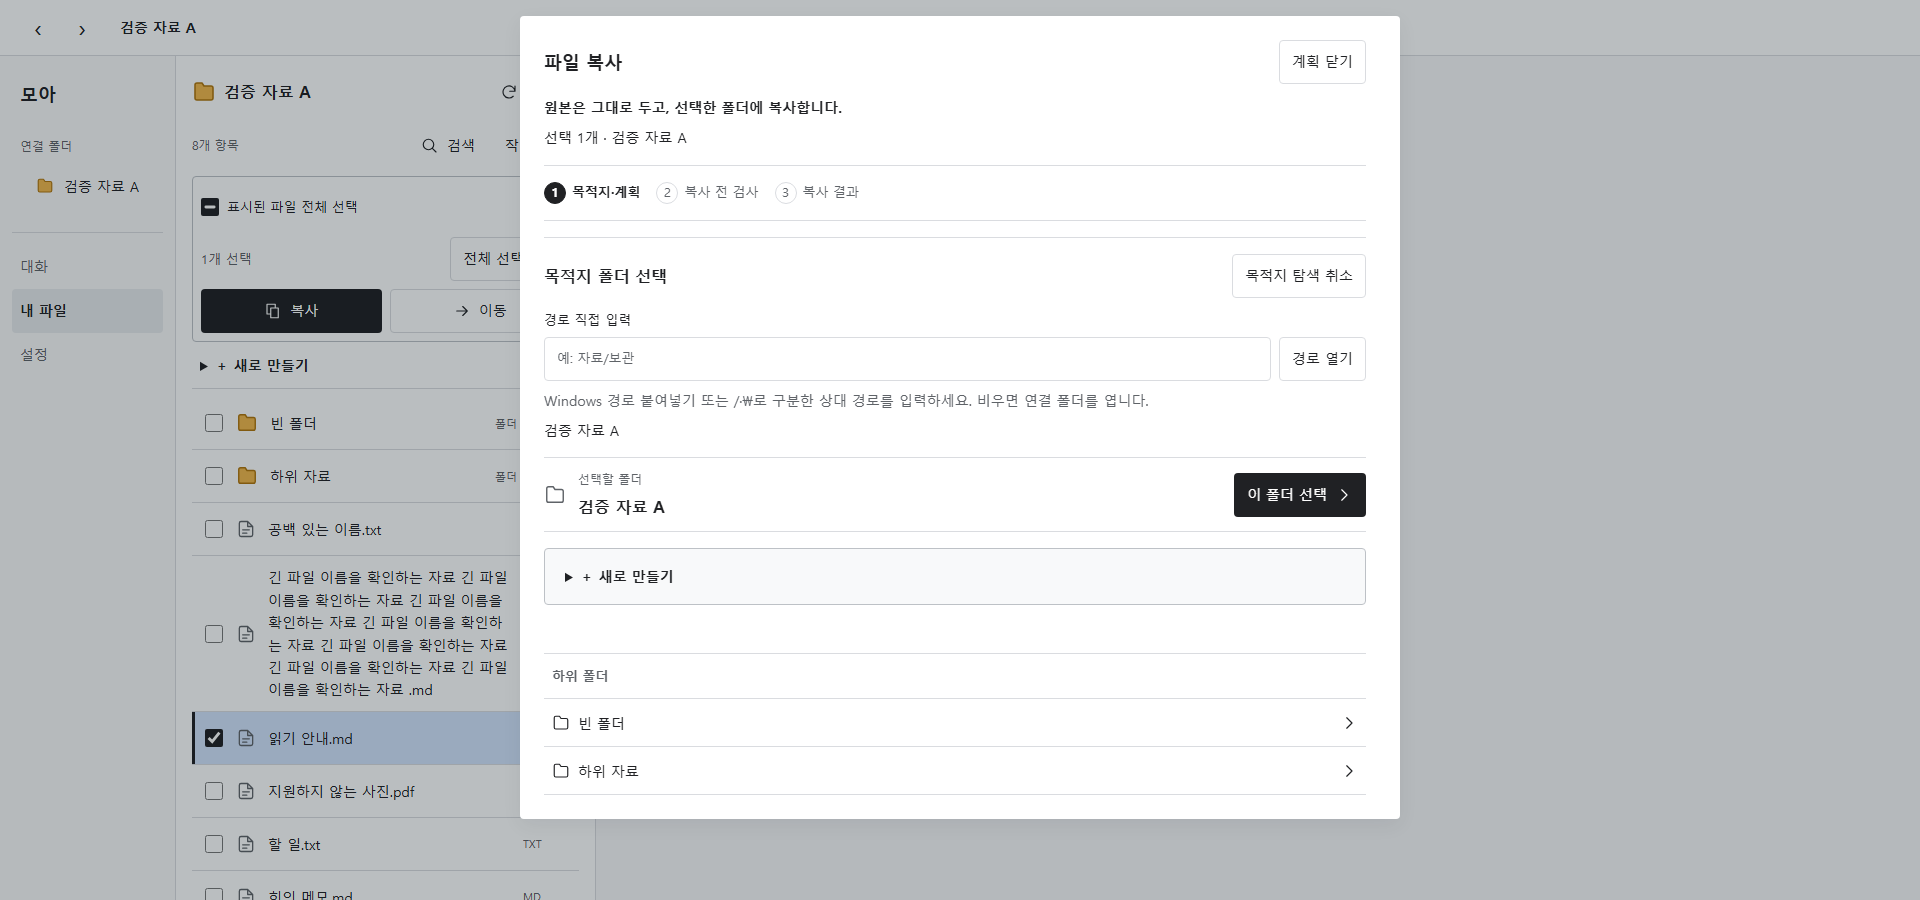 검증 자료 A
모아
연결 폴더
검증 자료 A
대화
내 파일
설정
검증 자료 A
8개 항목
검색
작
표시된 파일 전체 선택
1개 선택
전체 선택
복사
이동
+ 새로 만들기
빈 폴더
폴더
하위 자료
폴더
공백 있는 이름.txt
긴 파일 이름을 확인하는 자료 긴 파일
이름을 확인하는 자료 긴 파일 이름을
확인하는 자료 긴 파일 이름을 확인하
는 자료 긴 파일 이름을 확인하는 자료
긴 파일 이름을 확인하는 자료 긴 파일
이름을 확인하는 자료 .md
읽기 안내.md
지원하지 않는 사진.pdf
할 일.txt
TXT
회의 메모.md
MD
파일 복사
계획 닫기
원본은 그대로 두고, 선택한 폴더에 복사합니다.
선택 1개 · 검증 자료 A
1 목적지·계획
2 복사 전 검사
3 복사 결과
목적지 폴더 선택
목적지 탐색 취소
경로 직접 입력
예: 자료/보관
경로 열기
Windows 경로 붙여넣기 또는 /·₩로 구분한 상대 경로를 입력하세요. 비우면 연결 폴더를 엽니다.
검증 자료 A
선택할 폴더
검증 자료 A
이 폴더 선택
+ 새로 만들기
하위 폴더
빈 폴더
하위 자료